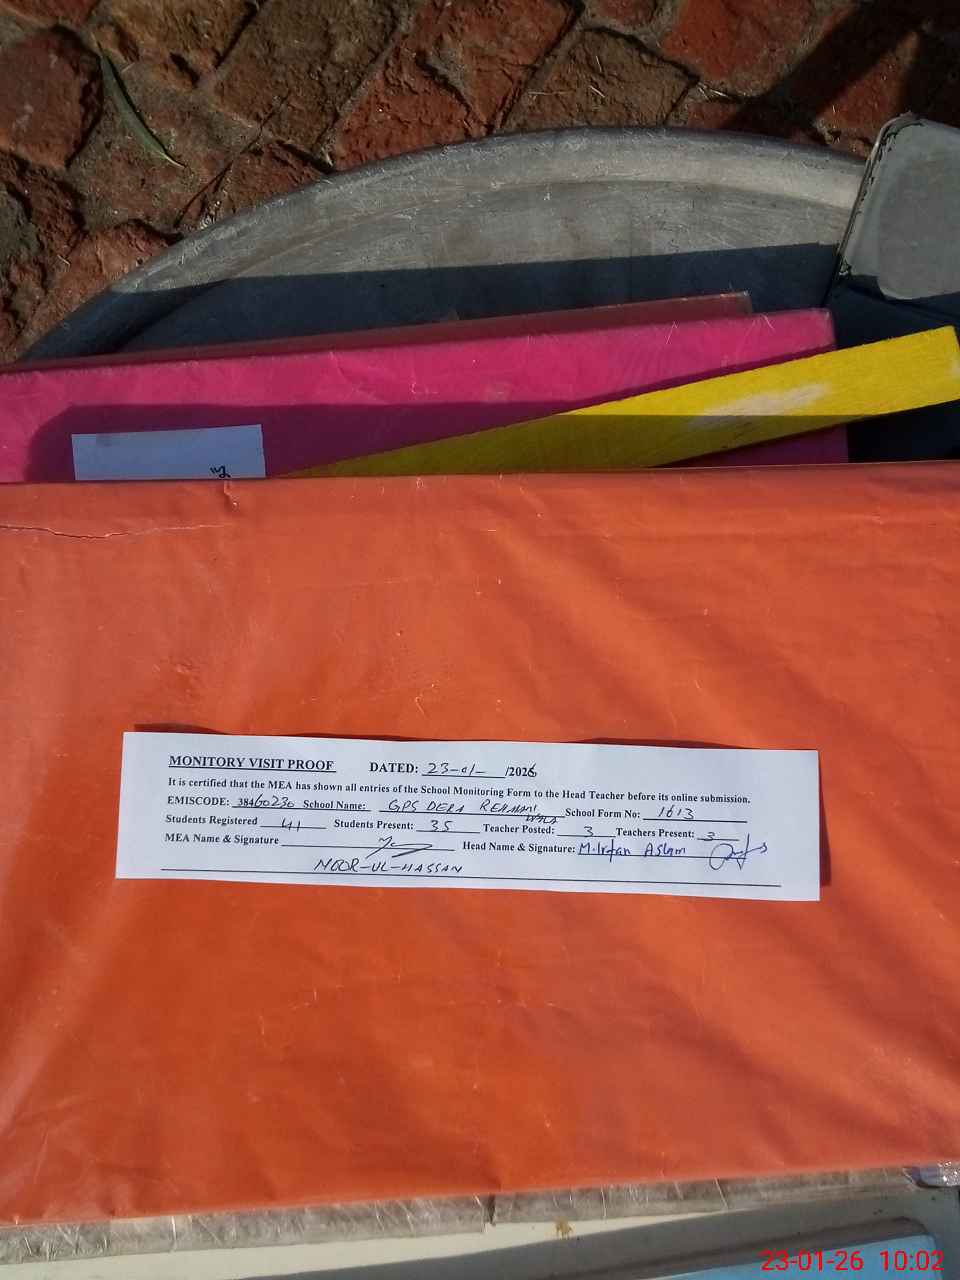 MONITORY VISIT PROOF DATED: 23-01- /2026
It is certified that the MEA has shown all entries of the School Monitoring Form to the Head Teacher before its online submission.
EMISCODE: 38460230 School Name: GPS DERA REHMAN WALA School Form No: 1613
Students Registered 41 Students Present: 35 Teacher Posted: 3 Teachers Present: 3
MEA Name & Signature Head Name & Signature: M.Irfan Aslam
NOOR-UL-HASSAN
23-01-26 10:02